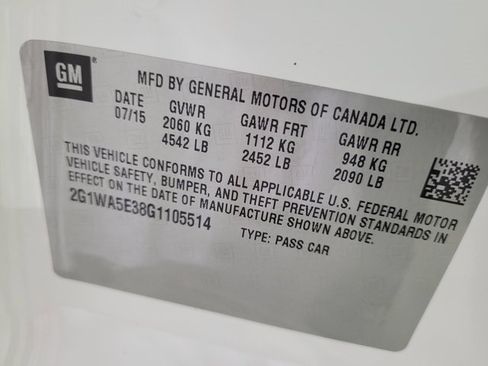 GM ®
MFD BY GENERAL MOTORS OF CANADA LTD.
DATE GVWR GAWR FRT GAWR RR
07/15 2060 KG 1112 KG 948 KG
4542 LB 2452 LB 2090 LB
THIS VEHICLE CONFORMS TO ALL APPLICABLE U.S. FEDERAL MOTOR
VEHICLE SAFETY, BUMPER, AND THEFT PREVENTION STANDARDS IN
EFFECT ON THE DATE OF MANUFACTURE SHOWN ABOVE.
2G1WA5E38G1105514
TYPE: PASS CAR